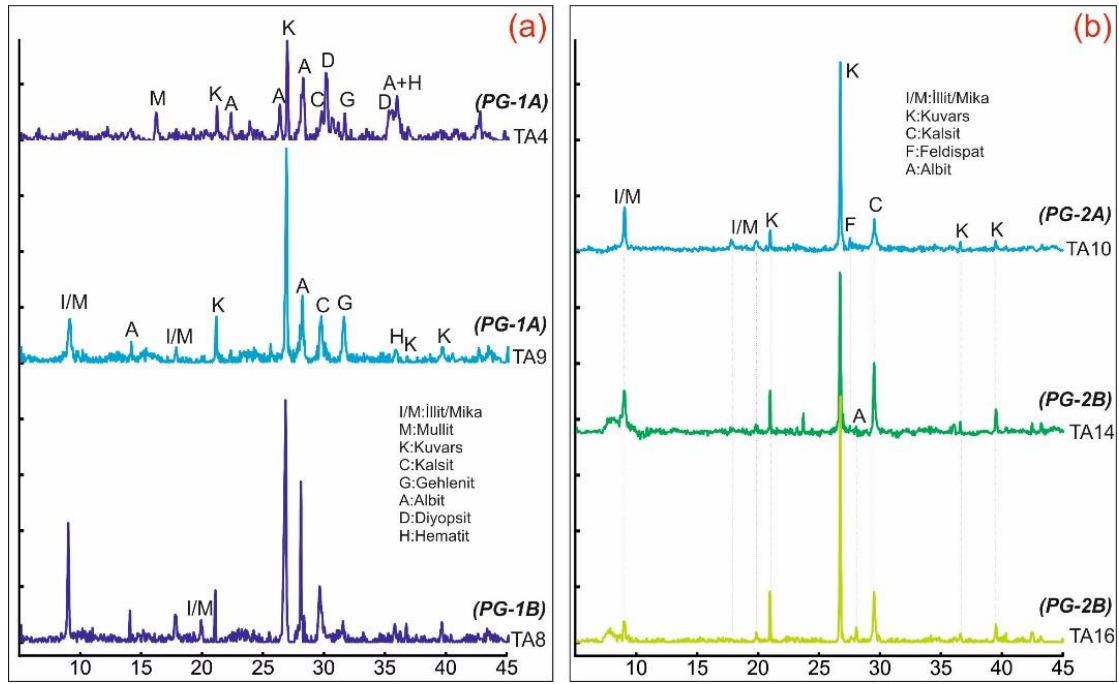 (a)
K
A
D
A+H
M
K
A
A
C
G
D
(PG-1A)
TA4
I/M
A
I/M
K
A
C
G
H
K
K
(PG-1A)
TA9
I/M:İllit/Mika
M:Mullit
K:Kuvars
C:Kalsit
G:Gehlenit
A:Albit
D:Diyopsit
H:Hematit
I/M
(PG-1B)
TA8
10 15 20 25 30 35 40 45
(b)
K
I/M:İllit/Mika
K:Kuvars
C:Kalsit
F:Feldispat
A:Albit
I/M
I/M
K
F
C
K
K
(PG-2A)
TA10
A
(PG-2B)
TA14
(PG-2B)
TA16
10 15 20 25 30 35 40 45